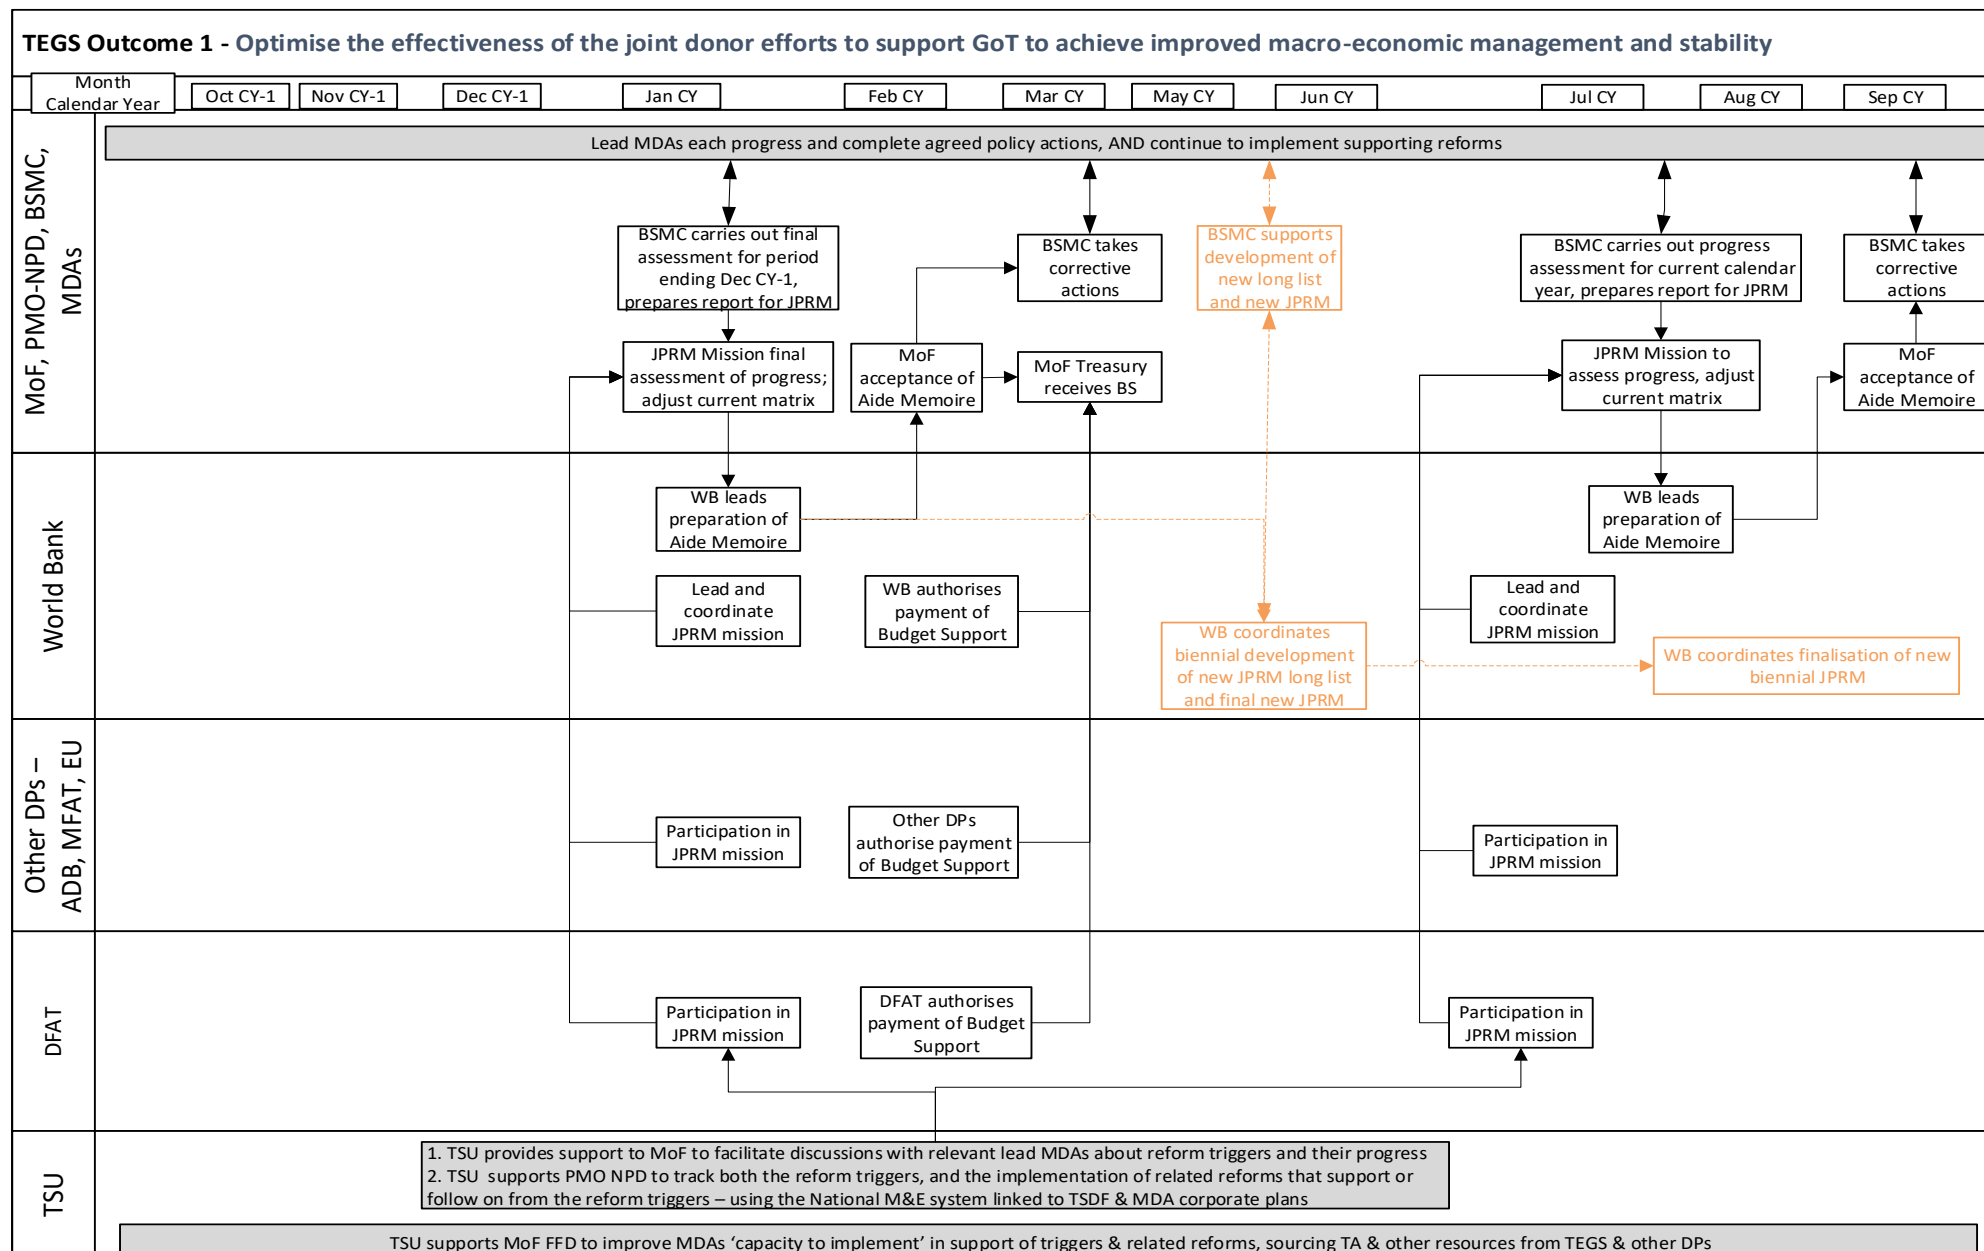 TEGS Outcome 1 - Optimise the effectiveness of the joint donor efforts to support GoT to achieve improved macro-economic management and stability
Month
Calendar Year
Oct CY-1
Nov CY-1
Dec CY-1
Jan CY
Feb CY
Mar CY
May CY
Jun CY
Jul CY
Aug CY
Sep CY
MoF, PMO-NPD, BSMC,
MDAs
Lead MDAs each progress and complete agreed policy actions, AND continue to implement supporting reforms
BSMC carries out final
assessment for period
ending Dec CY-1,
prepares report for JPRM
BSMC takes
corrective
actions
BSMC supports
development of
new long list
and new JPRM
BSMC carries out progress
assessment for current calendar
year, prepares report for JPRM
BSMC takes
corrective
actions
JPRM Mission final
assessment of progress;
adjust current matrix
MoF
acceptance of
Aide Memoire
MoF Treasury
receives BS
JPRM Mission to
assess progress, adjust
current matrix
MoF
acceptance of
Aide Memoire
World Bank
WB leads
preparation of
Aide Memoire
WB leads
preparation of
Aide Memoire
Lead and
coordinate
JPRM mission
WB authorises
payment of
Budget Support
WB coordinates
biennial development
of new JPRM long list
and final new JPRM
Lead and
coordinate
JPRM mission
WB coordinates finalisation of new
biennial JPRM
Other DPs –
ADB, MFAT, EU
Participation in
JPRM mission
Other DPs
authorise payment
of Budget Support
Participation in
JPRM mission
DFAT
Participation in
JPRM mission
DFAT authorises
payment of Budget
Support
Participation in
JPRM mission
TSU
1. TSU provides support to MoF to facilitate discussions with relevant lead MDAs about reform triggers and their progress
2. TSU supports PMO NPD to track both the reform triggers, and the implementation of related reforms that support or
follow on from the reform triggers – using the National M&E system linked to TSDF & MDA corporate plans
TSU supports MoF FFD to improve MDAs ‘capacity to implement’ in support of triggers & related reforms, sourcing TA & other resources from TEGS & other DPs